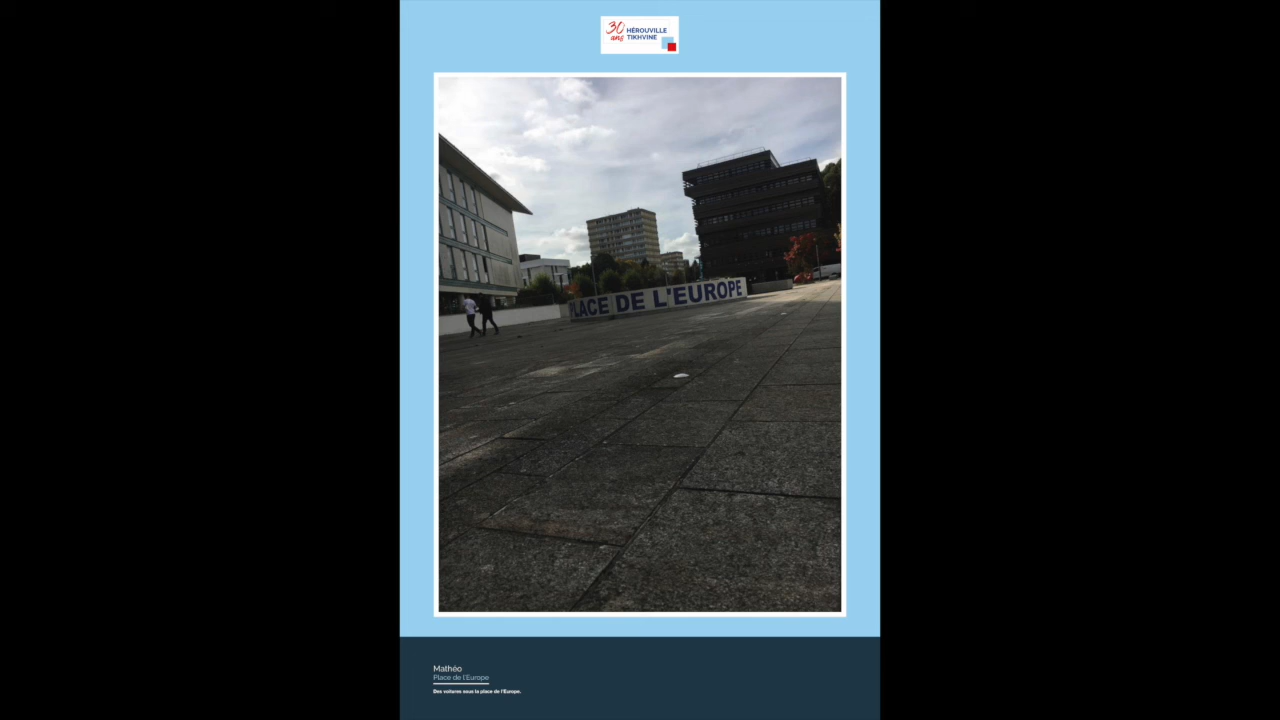 30 ans
HÉROUVILLE
TIKHVINE
PLACE DE L'EUROPE
Mathéo
Place de l'Europe
Des voitures sous la place de l'Europe.